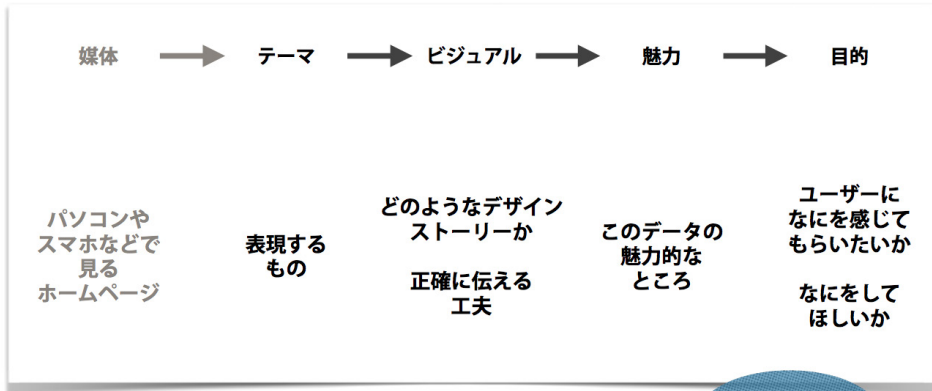 媒体 テーマ ビジュアル 魅力 目的
パソコンや
スマホなどで
見る
ホームページ
表現する
もの
どのようなデザイン
ストーリーか
正確に伝える
工夫
このデータの
魅力的な
ところ
ユーザーに
なにを感じて
もらいたいか
なにをして
ほしいか